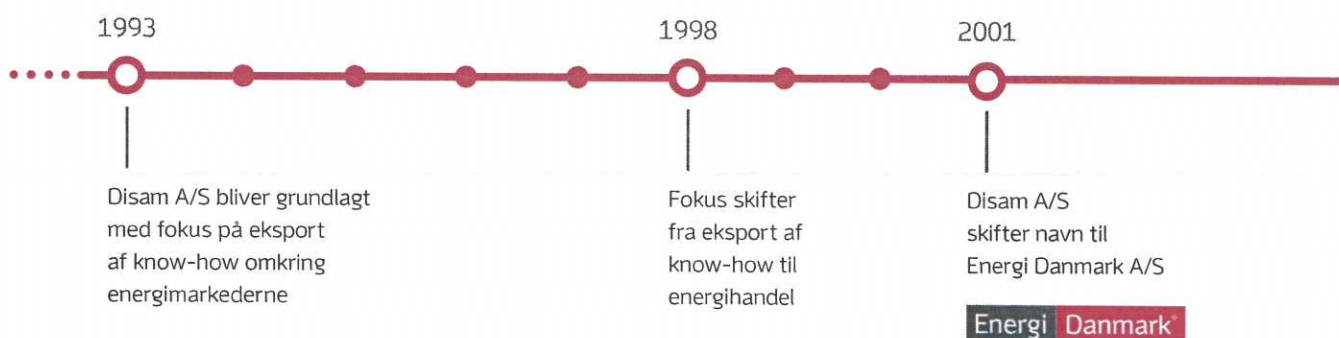 1993
Disam A/S bliver grundlagt
med fokus på eksport
af know-how omkring
energimarkederne
1998
Fokus skifter
fra eksport af
know-how til
energihandel
2001
Disam A/S
skifter navn til
Energi Danmark A/S
Energi Danmark®